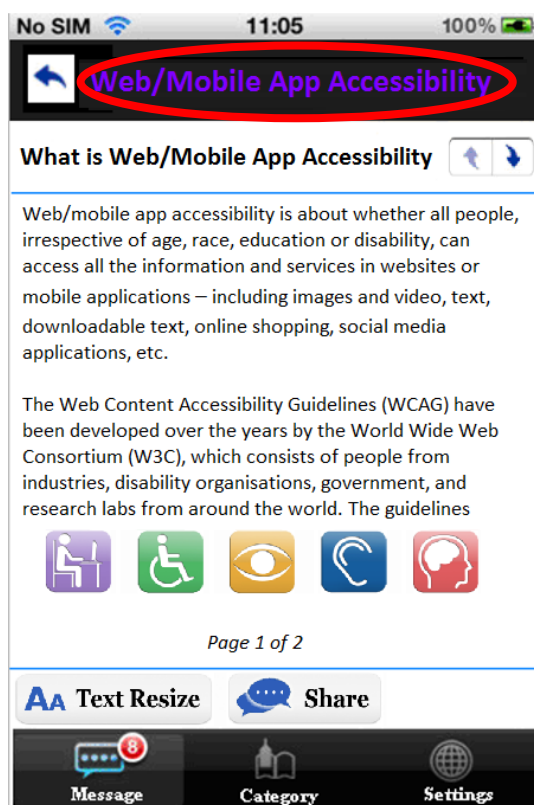 No SIM 11:05 100%
Web/Mobile App Accessibility
What is Web/Mobile App Accessibility
Web/mobile app accessibility is about whether all people,
irrespective of age, race, education or disability, can
access all the information and services in websites or
mobile applications – including images and video, text,
downloadable text, online shopping, social media
applications, etc.
The Web Content Accessibility Guidelines (WCAG) have
been developed over the years by the World Wide Web
Consortium (W3C), which consists of people from
industries, disability organisations, government, and
research labs from around the world. The guidelines
Page 1 of 2
AA Text Resize Share
8
Message Category Settings